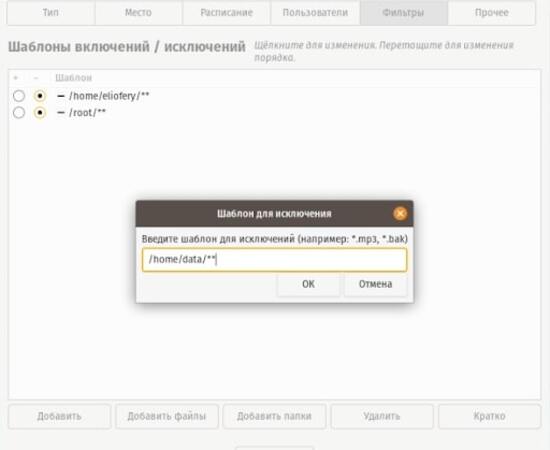 Тип Место Расписание Пользователи Фильтры Прочее
Шаблоны включений / исключений Щёлкните для изменения. Перетащите для изменения
порядка.
+ - Шаблон
– /home/eliofery/**
– /root/**
Шаблон для исключения
Введите шаблон для исключений (например: *.mp3, *.bak)
/home/data/**
ОК Отмена
Добавить Добавить файлы Добавить папки Удалить Кратко